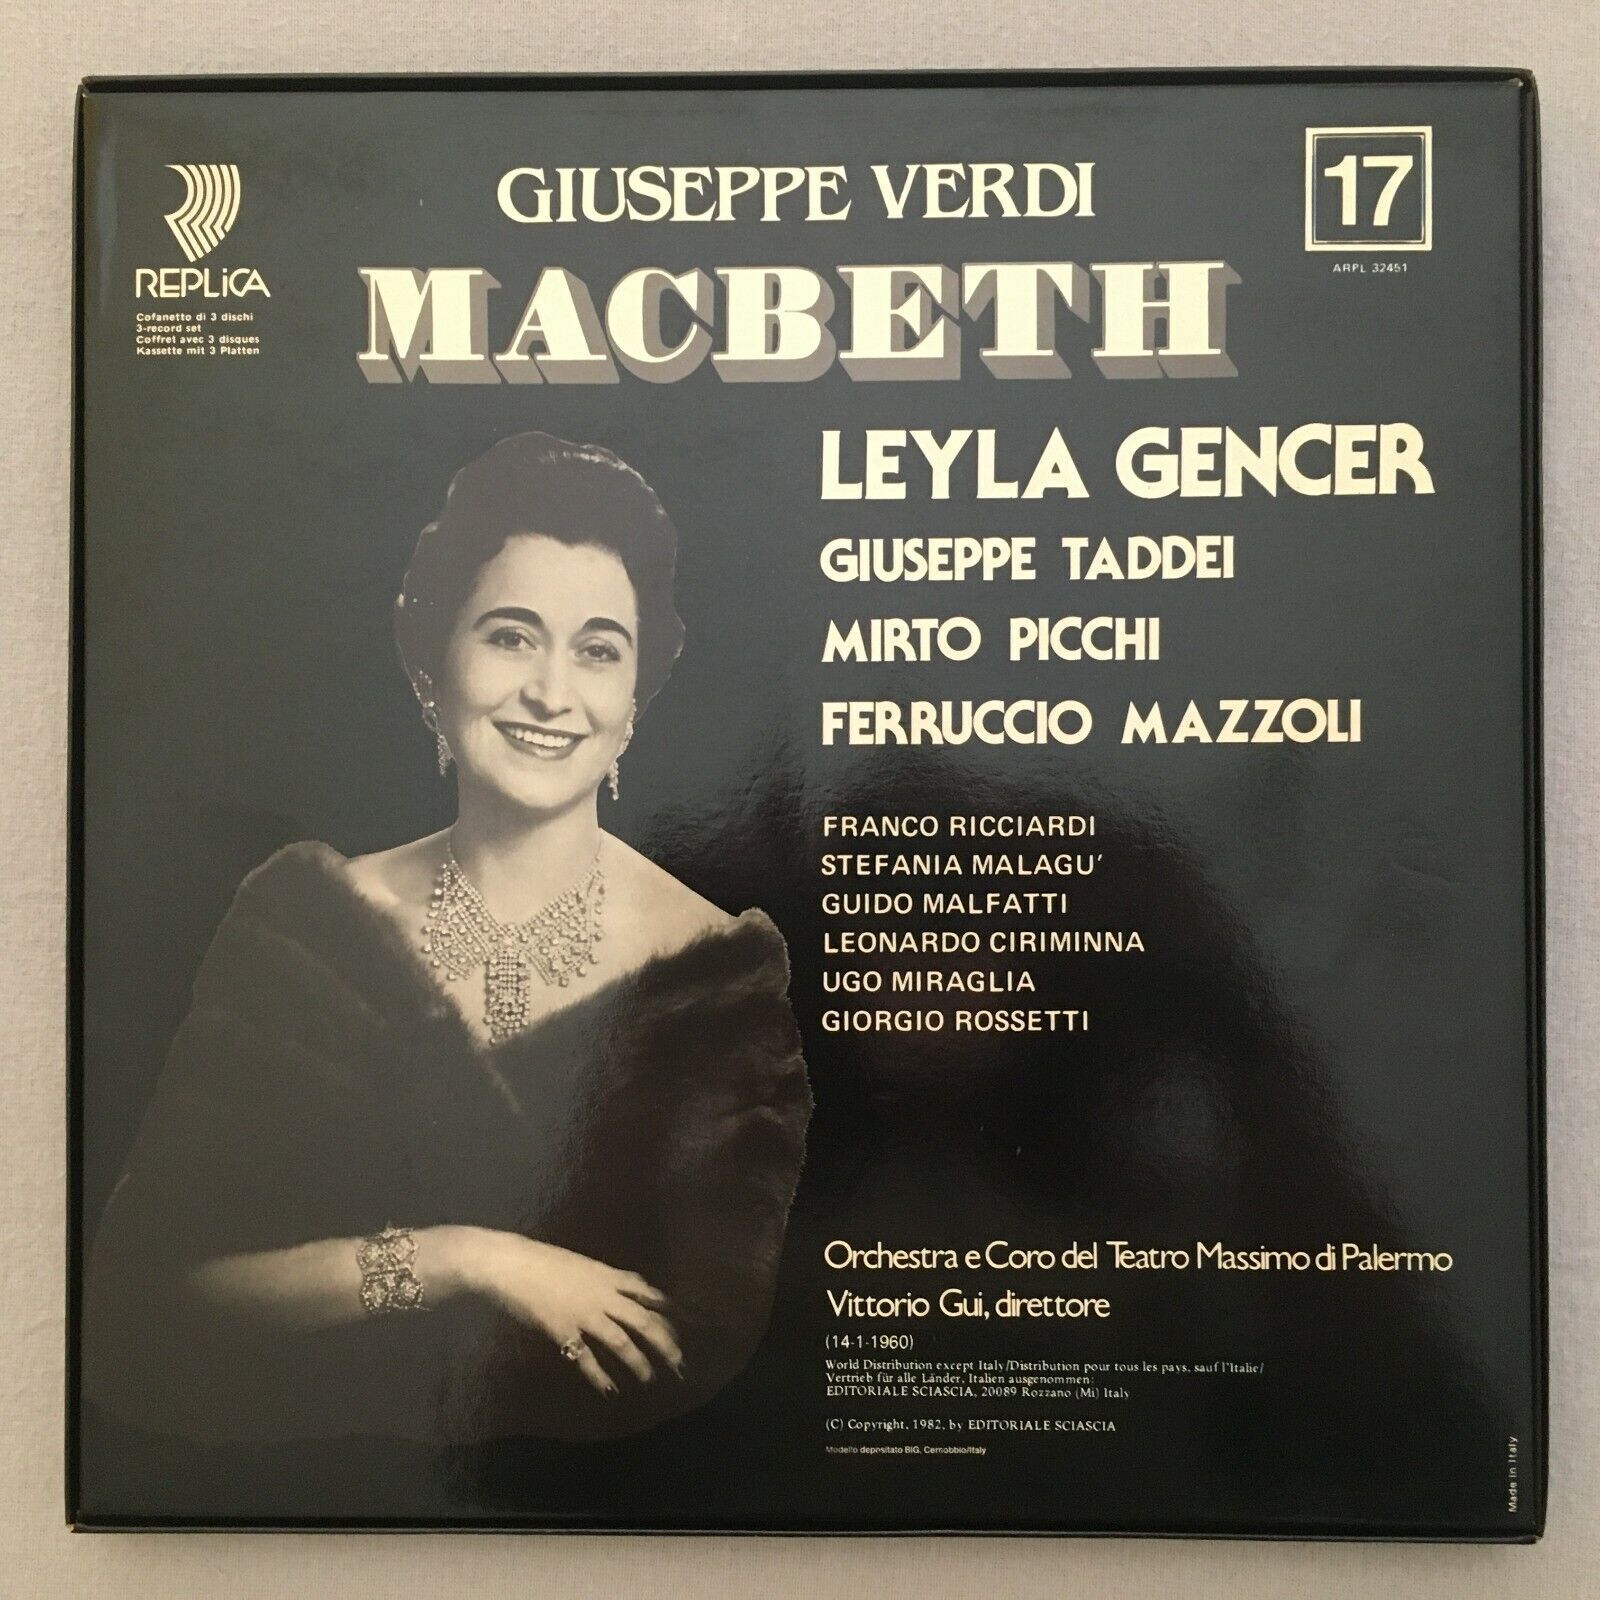 REPLiCA
Cofanetto di 3 dischi
3-record set
Coffret avec 3 disques
Kassette mit 3 Platten
GIUSEPPE VERDI
MACBETH
17
ARPL 32451
LEYLA GENCER
GIUSEPPE TADDEI
MIRTO PICCHI
FERRUCCIO MAZZOLI
FRANCO RICCIARDI
STEFANIA MALAGU'
GUIDO MALFATTI
LEONARDO CIRIMINNA
UGO MIRAGLIA
GIORGIO ROSSETTI
Orchestra e Coro del Teatro Massimo di Palermo
Vittorio Gui, direttore
(14-1-1960)
World Distribution except Italy/Distribution pour tous les pays, sauf l'Italie/
Vertrieb für alle Länder, Italien ausgenommen:
EDITORIALE SCIASCIA, 20089 Rozzano (Mi) Italy
(C) Copyright, 1982, by EDITORIALE SCIASCIA
Modello depositato BIG, Cernobbio/Italy
Made in Italy